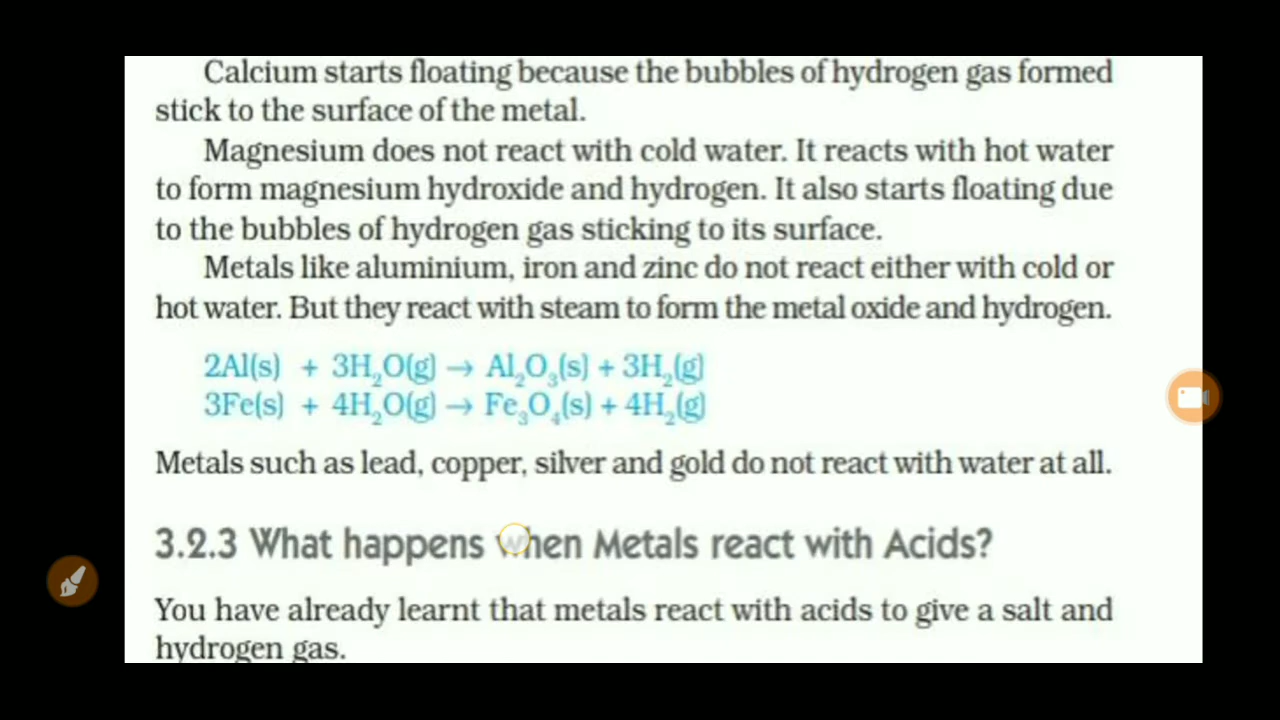 Calcium starts floating because the bubbles of hydrogen gas formed
stick to the surface of the metal.
Magnesium does not react with cold water. It reacts with hot water
to form magnesium hydroxide and hydrogen. It also starts floating due
to the bubbles of hydrogen gas sticking to its surface.
Metals like aluminium, iron and zinc do not react either with cold or
hot water. But they react with steam to form the metal oxide and hydrogen.
2Al(s) + 3H₂O(g) → Al₂O₃(s) + 3H₂(g)
3Fe(s) + 4H₂O(g) → Fe₃O₄(s) + 4H₂(g)
Metals such as lead, copper, silver and gold do not react with water at all.
3.2.3 What happens when Metals react with Acids?
You have already learnt that metals react with acids to give a salt and
hydrogen gas.